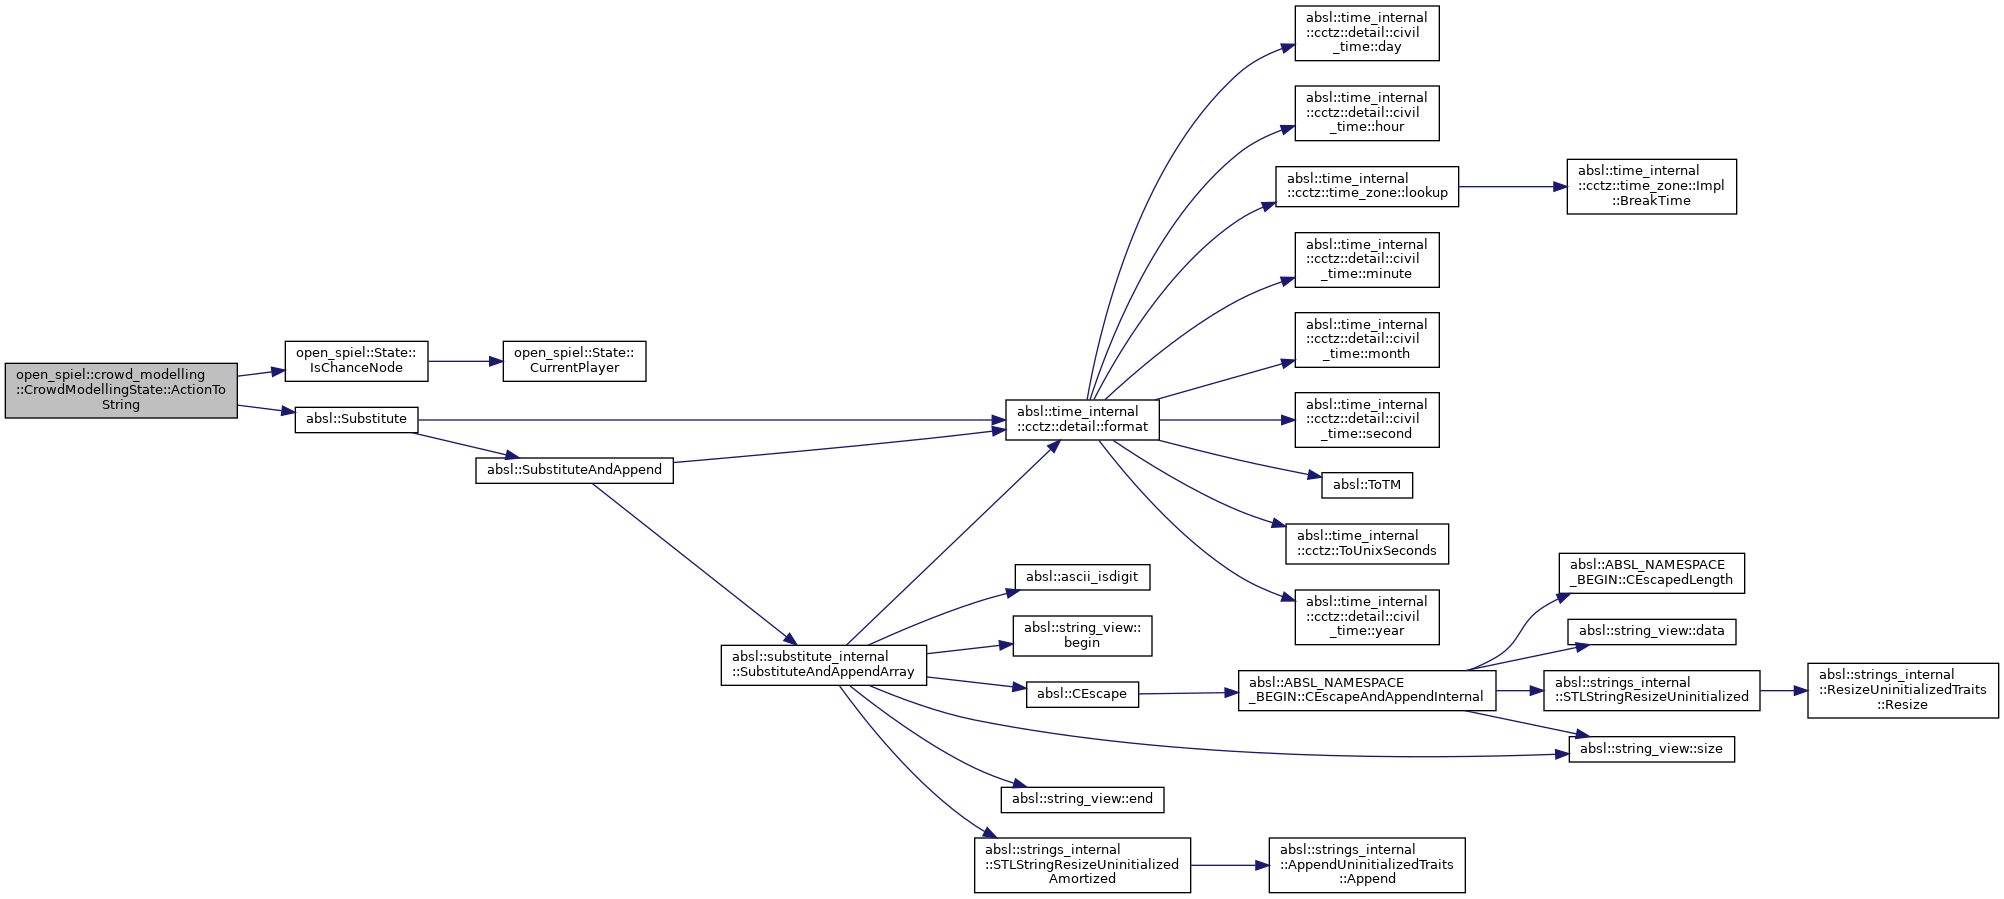 open_spiel::crowd_modelling
::CrowdModellingState::ActionTo
String
open_spiel::State::
IsChanceNode
open_spiel::State::
CurrentPlayer
absl::Substitute
absl::SubstituteAndAppend
absl::substitute_internal
::SubstituteAndAppendArray
absl::time_internal
::cctz::detail::format
absl::ascii_isdigit
absl::string_view::
begin
absl::CEscape
absl::string_view::end
absl::strings_internal
::STLStringResizeUninitialized
Amortized
absl::time_internal
::cctz::detail::civil
_time::day
absl::time_internal
::cctz::detail::civil
_time::hour
absl::time_internal
::cctz::time_zone::lookup
absl::time_internal
::cctz::time_zone::Impl
::BreakTime
absl::time_internal
::cctz::detail::civil
_time::minute
absl::time_internal
::cctz::detail::civil
_time::month
absl::time_internal
::cctz::detail::civil
_time::second
absl::ToTM
absl::time_internal
::cctz::ToUnixSeconds
absl::time_internal
::cctz::detail::civil
_time::year
absl::ABSL_NAMESPACE
_BEGIN::CEscapeAndAppendInternal
absl::ABSL_NAMESPACE
_BEGIN::CEscapedLength
absl::string_view::data
absl::strings_internal
::STLStringResizeUninitialized
absl::strings_internal
::ResizeUninitializedTraits
::Resize
absl::string_view::size
absl::strings_internal
::AppendUninitializedTraits
::Append